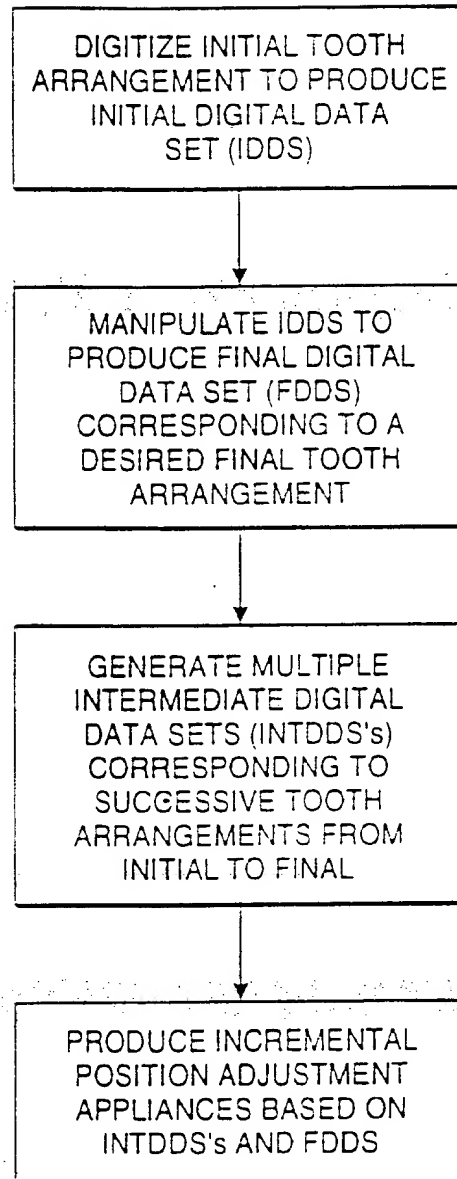 DIGITIZE INITIAL TOOTH
ARRANGEMENT TO PRODUCE
INITIAL DIGITAL DATA
SET (IDDS)
MANIPULATE IDDS TO
PRODUCE FINAL DIGITAL
DATA SET (FDDS)
CORRESPONDING TO A
DESIRED FINAL TOOTH
ARRANGEMENT
GENERATE MULTIPLE
INTERMEDIATE DIGITAL
DATA SETS (INTDDS's)
CORRESPONDING TO
SUCCESSIVE TOOTH
ARRANGEMENTS FROM
INITIAL TO FINAL
PRODUCE INCREMENTAL
POSITION ADJUSTMENT
APPLIANCES BASED ON
INTDDS's AND FDDS